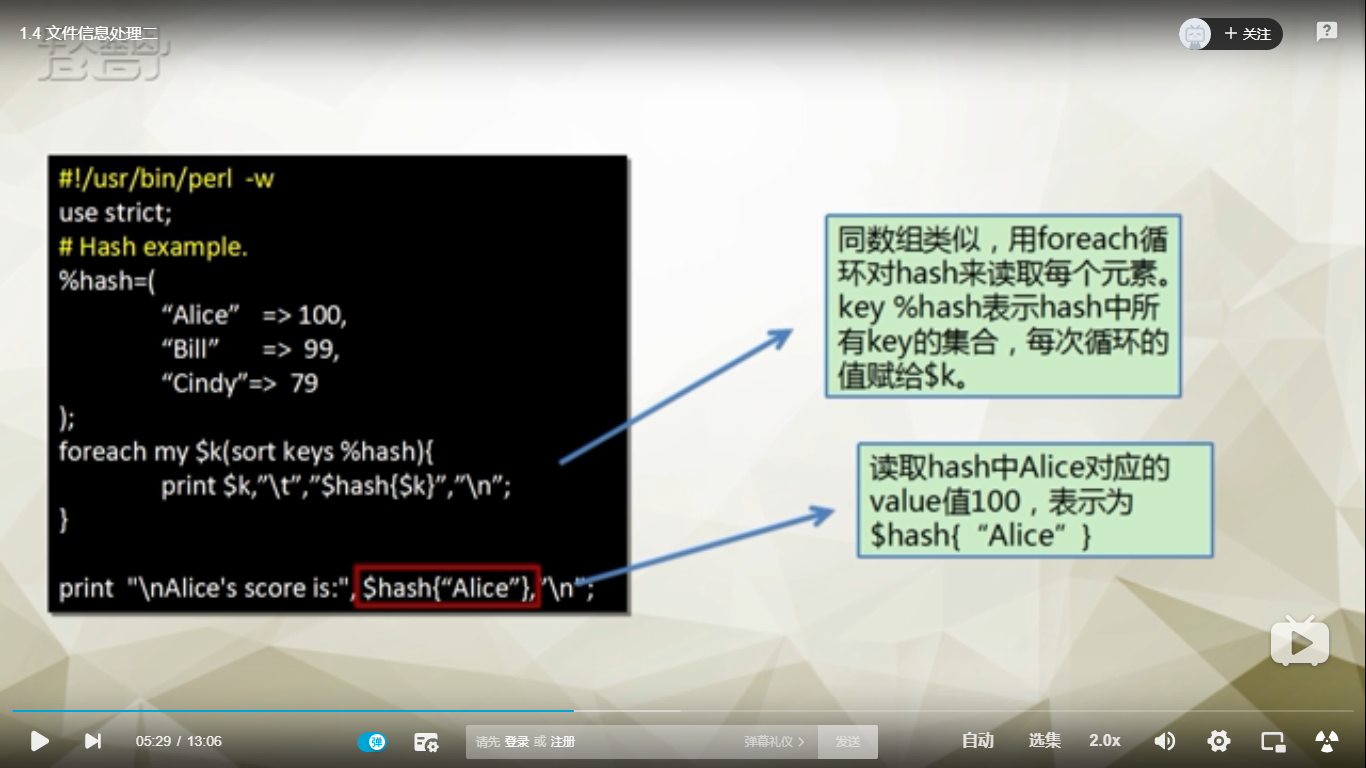 1.4 文件信息处理二
+ 关注
#!/usr/bin/perl -w
use strict;
# Hash example.
%hash=(
“Alice” => 100,
“Bill” => 99,
“Cindy”=> 79
);
foreach my $k(sort keys %hash){
print $k,”\t”,”$hash{$k}”,”\n”;
}
print "\nAlice's score is:", $hash{“Alice”},”\n”;
同数组类似，用foreach循
环对hash来读取每个元素。
key %hash表示hash中所
有key的集合，每次循环的
值赋给$k。
读取hash中Alice对应的
value值100，表示为
$hash{ “Alice” }
05:29 / 13:06
弹
请先 登录 或 注册
弹幕礼仪 >
发送
自动
选集
2.0x